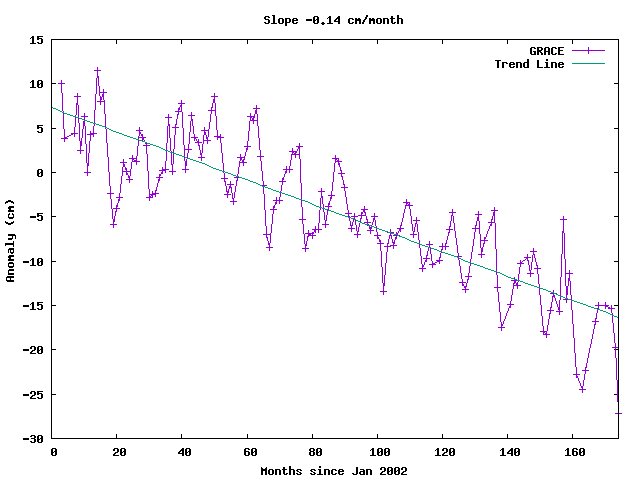 Slope -0.14 cm/month
GRACE
Trend Line
15
10
5
0
-5
-10
-15
-20
-25
-30
Anomaly (cm)
0 20 40 60 80 100 120 140 160
Months since Jan 2002